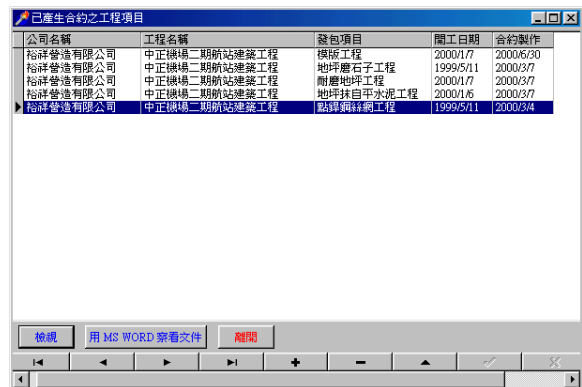 已產生合約之工程項目
公司名稱 工程名稱 發包項目 開工日期 合約製作
裕祥營造有限公司 中正機場二期航站建築工程 模版工程 2000/1/7 2000/6/30
裕祥營造有限公司 中正機場二期航站建築工程 地坪磨石子工程 1999/5/11 2000/3/7
裕祥營造有限公司 中正機場二期航站建築工程 耐磨地坪工程 2000/1/7 2000/3/7
裕祥營造有限公司 中正機場二期航站建築工程 地坪抹自平水泥工程 2000/1/6 2000/3/7
裕祥營造有限公司 中正機場二期航站建築工程 點銲鋼絲網工程 1999/5/11 2000/3/4
檢視 用 MS WORD 察看文件 離開